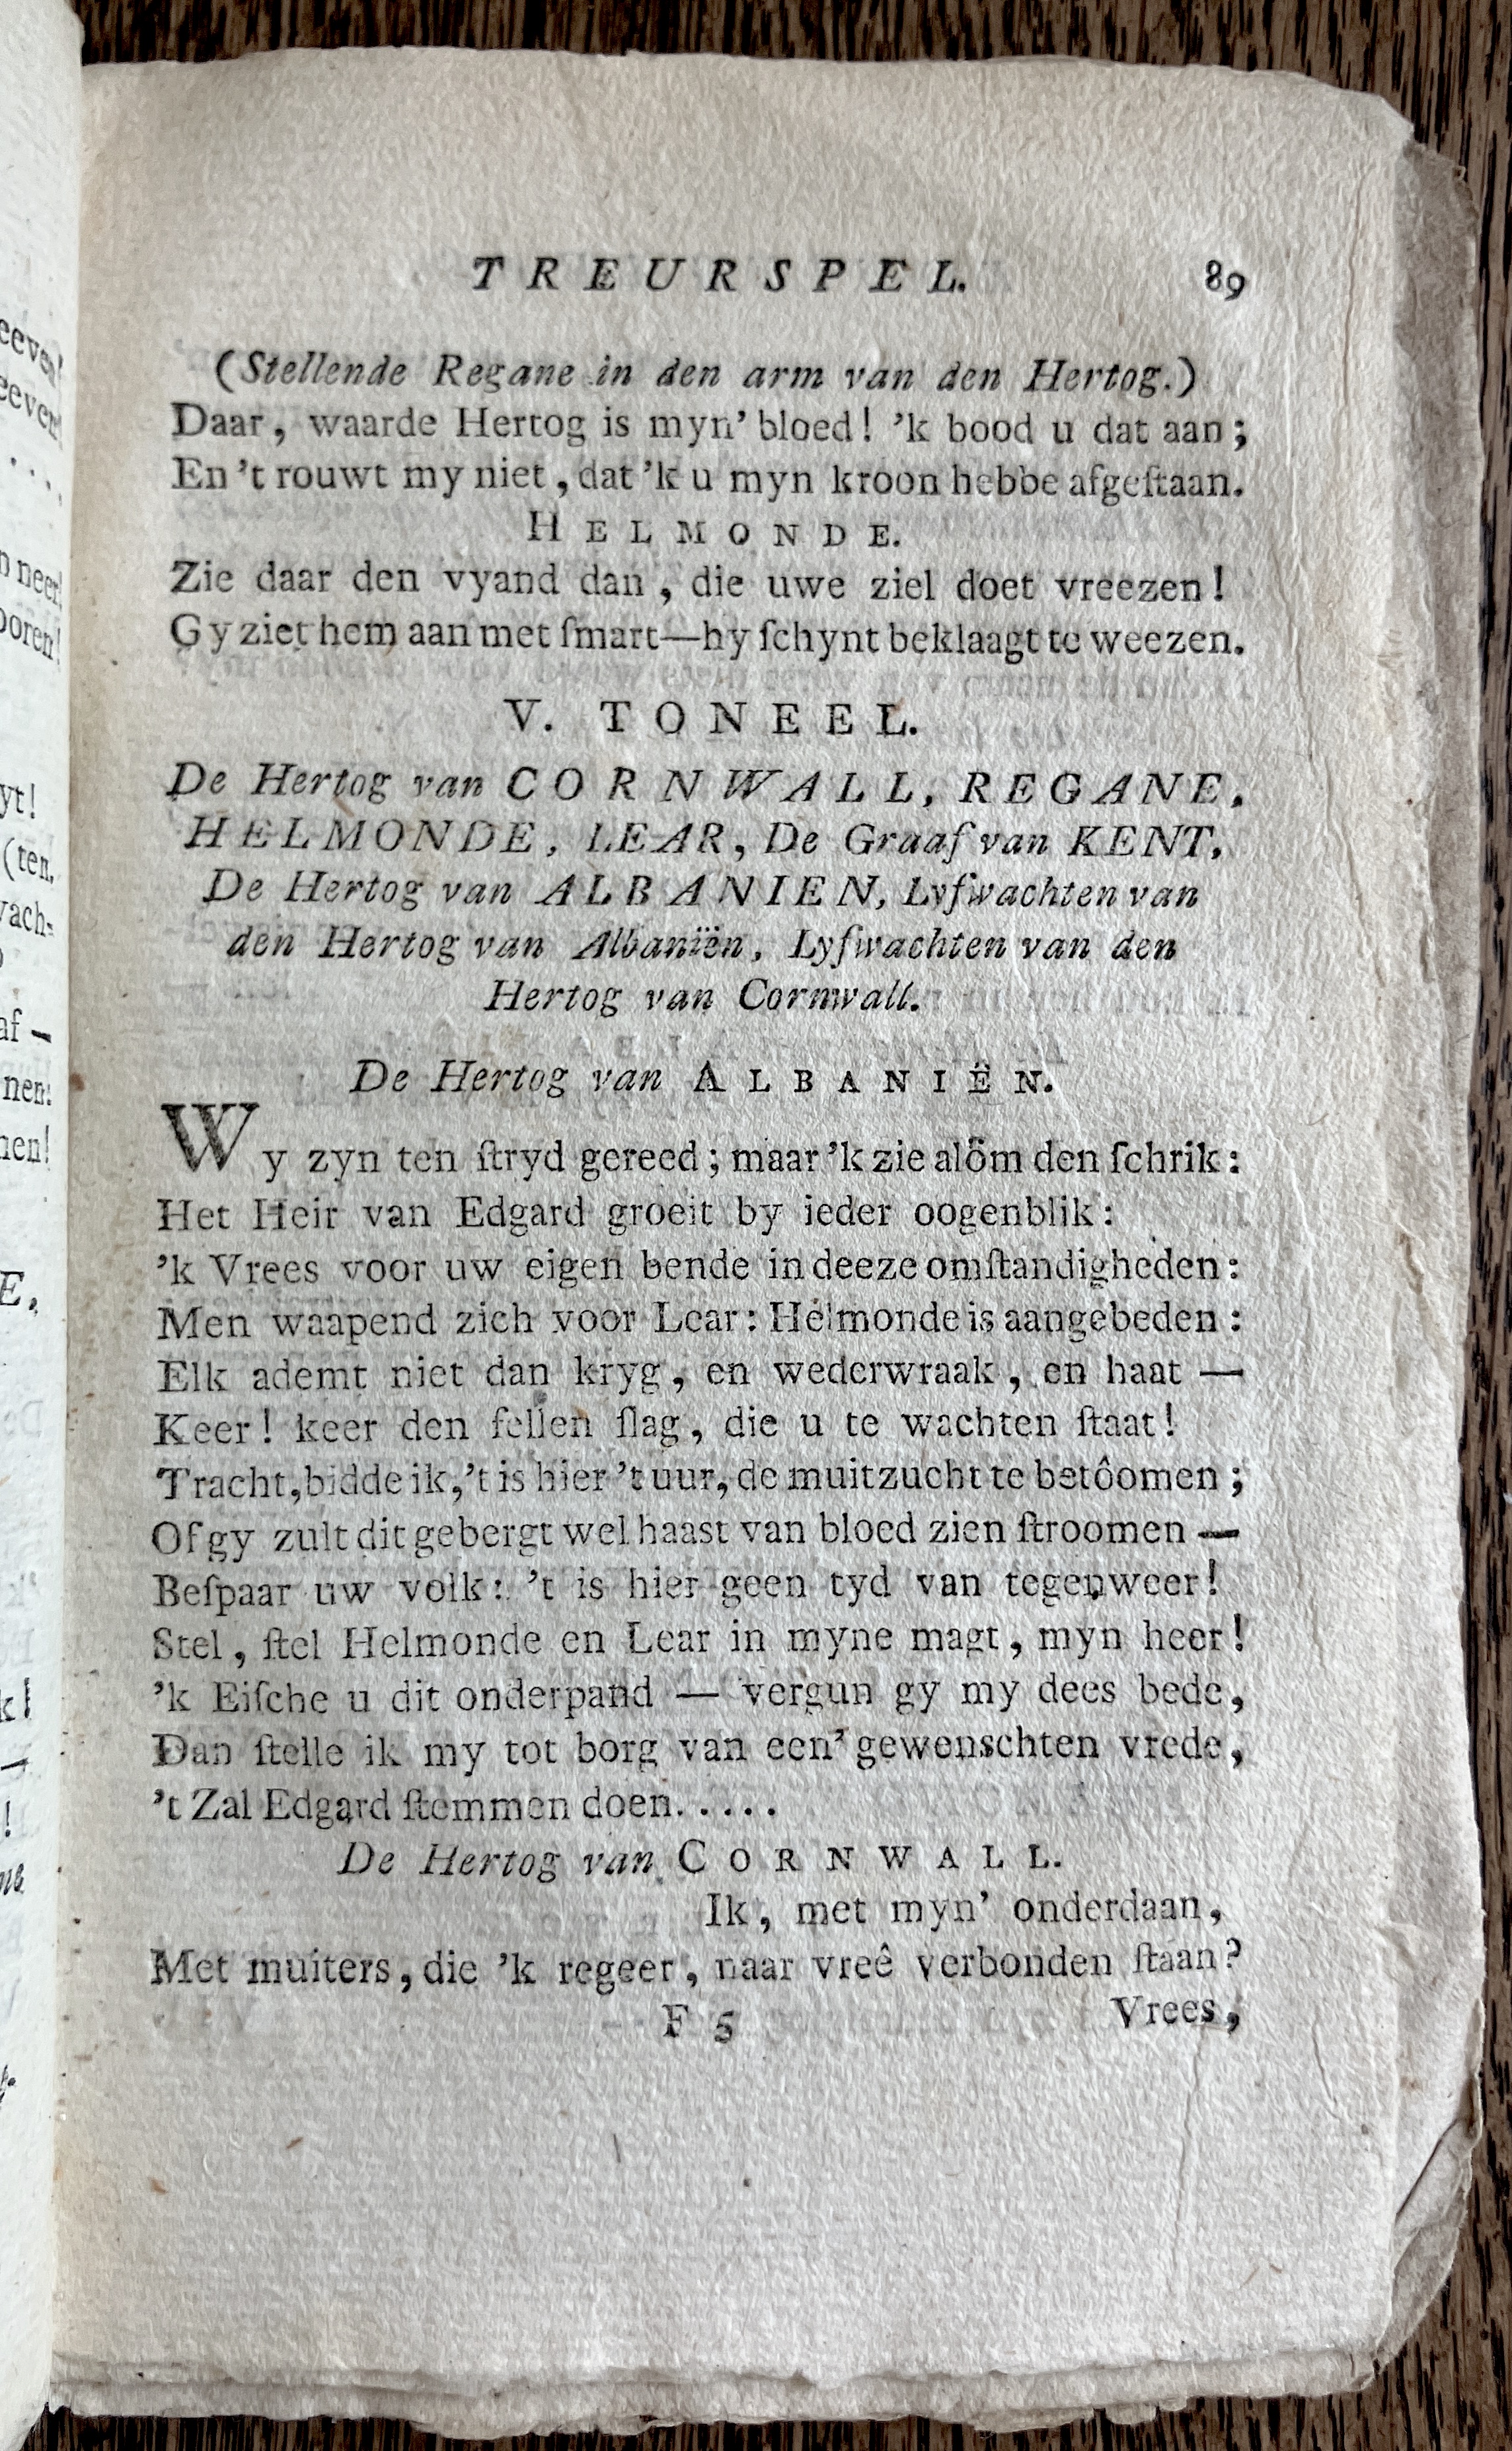 TREURSPEL. 89
(Stellende Regane in den arm van den Hertog.)
Daar, waarde Hertog is myn' bloed! 'k bood u dat aan;
En 't rouwt my niet, dat 'k u myn kroon hebbe afgeſtaan.
HELMONDE.
Zie daar den vyand dan, die uwe ziel doet vreezen!
Gy ziet hem aan met ſmart—hy ſchynt beklaagt te weezen.
V. TONEEL.
De Hertog van CORNWALL, REGANE,
HELMONDE, LEAR, De Graaf van KENT,
De Hertog van ALBANIEN, Lyfwachten van
den Hertog van Albaniën, Lyfwachten van den
Hertog van Cornwall.
De Hertog van ALBANIËN.
Wy zyn ten ſtryd gereed; maar 'k zie alöm den ſchrik:
Het Heir van Edgard groeit by ieder oogenblik:
'k Vrees voor uw eigen bende in deeze omſtandigheden:
Men waapend zich voor Lear: Helmonde is aangebeden:
Elk ademt niet dan kryg, en wederwraak, en haat —
Keer! keer den fellen ſlag, die u te wachten ſtaat!
Tracht, bidde ik, 't is hier 't uur, de muitzucht te betôomen;
Of gy zult dit gebergt wel haast van bloed zien ſtroomen —
Beſpaar uw volk: 't is hier geen tyd van tegenweer!
Stel, ſtel Helmonde en Lear in myne magt, myn heer!
'k Eiſche u dit onderpand — vergun gy my dees bede,
Dan ſtelle ik my tot borg van een' gewenschten vrede,
't Zal Edgard ſtemmen doen.....
De Hertog van CORNWALL.
Ik, met myn' onderdaan,
Met muiters, die 'k regeer, naar vreê verbonden ſtaan?
F 5 Vrees,